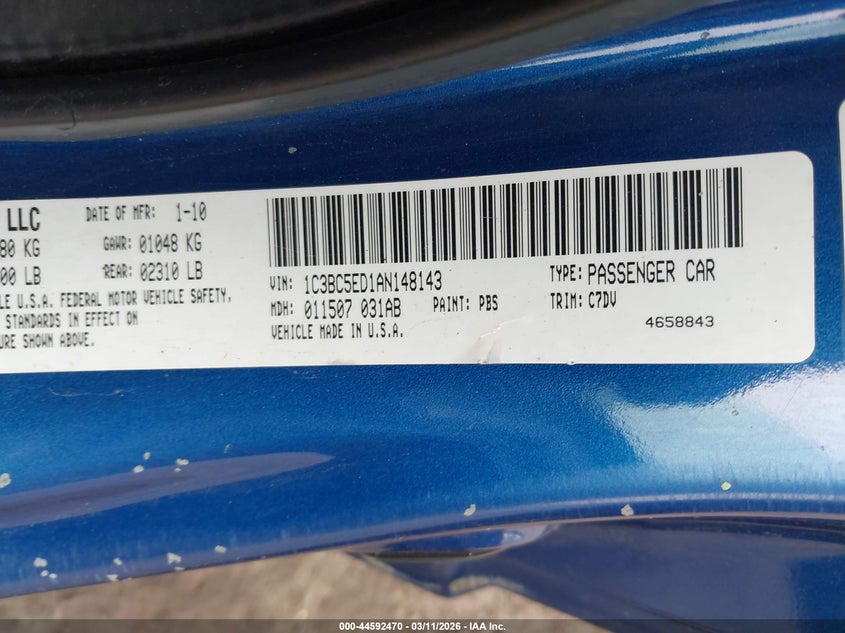 LLC DATE OF MFR: 1-10
80 KG GAWR: 01048 KG
00 LB REAR: 02310 LB
LE U.S.A. FEDERAL MOTOR VEHICLE SAFETY,
STANDARDS IN EFFECT ON
URE SHOWN ABOVE.
VIN: 1C3BC5ED1AN148143 TYPE: PASSENGER CAR
MDH: 011507 031AB PAINT: PBS TRIM: C7DV
VEHICLE MADE IN U.S.A. 4658843
000-44592470 - 03/11/2026 - IAA Inc.